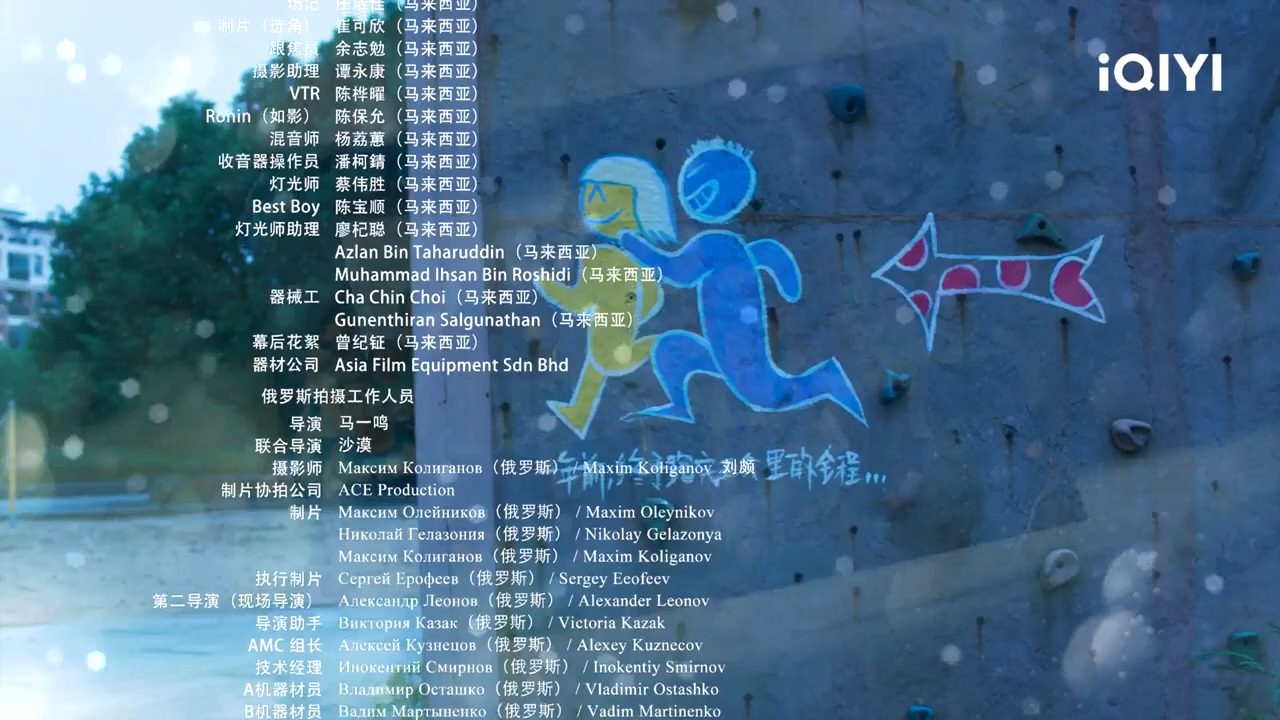 场记
制片（选角） 崔可欣（马来西亚）
iQIYI
跟焦员 余志勉（马来西亚）
摄影助理 谭永康（马来西亚）
VTR 陈桦曜（马来西亚）
Ronin（如影） 陈保允（马来西亚）
混音师 杨荔蕙（马来西亚）
收音器操作员 潘柯錆（马来西亚）
灯光师 蔡伟胜（马来西亚）
Best Boy 陈宝顺（马来西亚）
灯光师助理 廖杞聪（马来西亚）
Azlan Bin Taharuddin（马来西亚）
Muhammad Ihsan Bin Roshidi（马来西亚）
器械工 Cha Chin Choi（马来西亚）
Gunenthiran Salgunathan（马来西亚）
幕后花絮 曾纪钲（马来西亚）
器材公司 Asia Film Equipment Sdn Bhd
俄罗斯拍摄工作人员
导演 马一鸣
联合导演 沙漠
摄影师 Максим Колиганов（俄罗斯） / Maxim Koliganov 刘颇
里的全程...
制片协拍公司 ACE Production
制片 Максим Олейников（俄罗斯） / Maxim Oleynikov
Николай Гелазония（俄罗斯） / Nikolay Gelazonya
Максим Колиганов（俄罗斯） / Maxim Koliganov
执行制片 Сергей Ерофеев（俄罗斯） / Sergey Eeofeev
第二导演（现场导演） Александр Леонов（俄罗斯） / Alexander Leonov
导演助手 Виктория Казак（俄罗斯） / Victoria Kazak
AMC 组长 Алексей Кузнецов（俄罗斯） / Alexey Kuznecov
技术经理 Инокентий Смирнов（俄罗斯） / Inokentiy Smirnov
A机器材员 Владимир Осташко（俄罗斯） / Vladimir Ostashko
B机器材员 Вадим Мартыненко（俄罗斯） / Vadim Martinenko